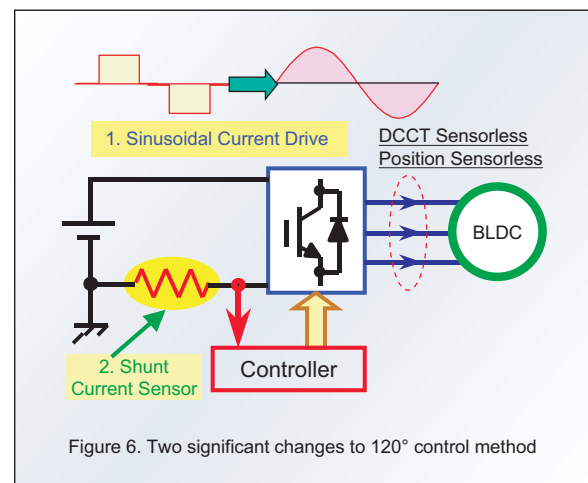 1. Sinusoidal Current Drive
DCCT Sensorless
Position Sensorless
BLDC
2. Shunt
Current Sensor
Controller
Figure 6. Two significant changes to 120° control method